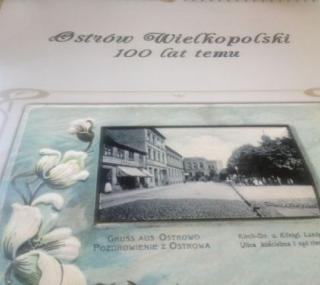 Ostrów Wielkopolski
100 lat temu
Gruss aus Ostrowo
Pozdrowienie z Ostrowa
Kirch-Str. u. Königl. Land
Ulica kościelna i sąd